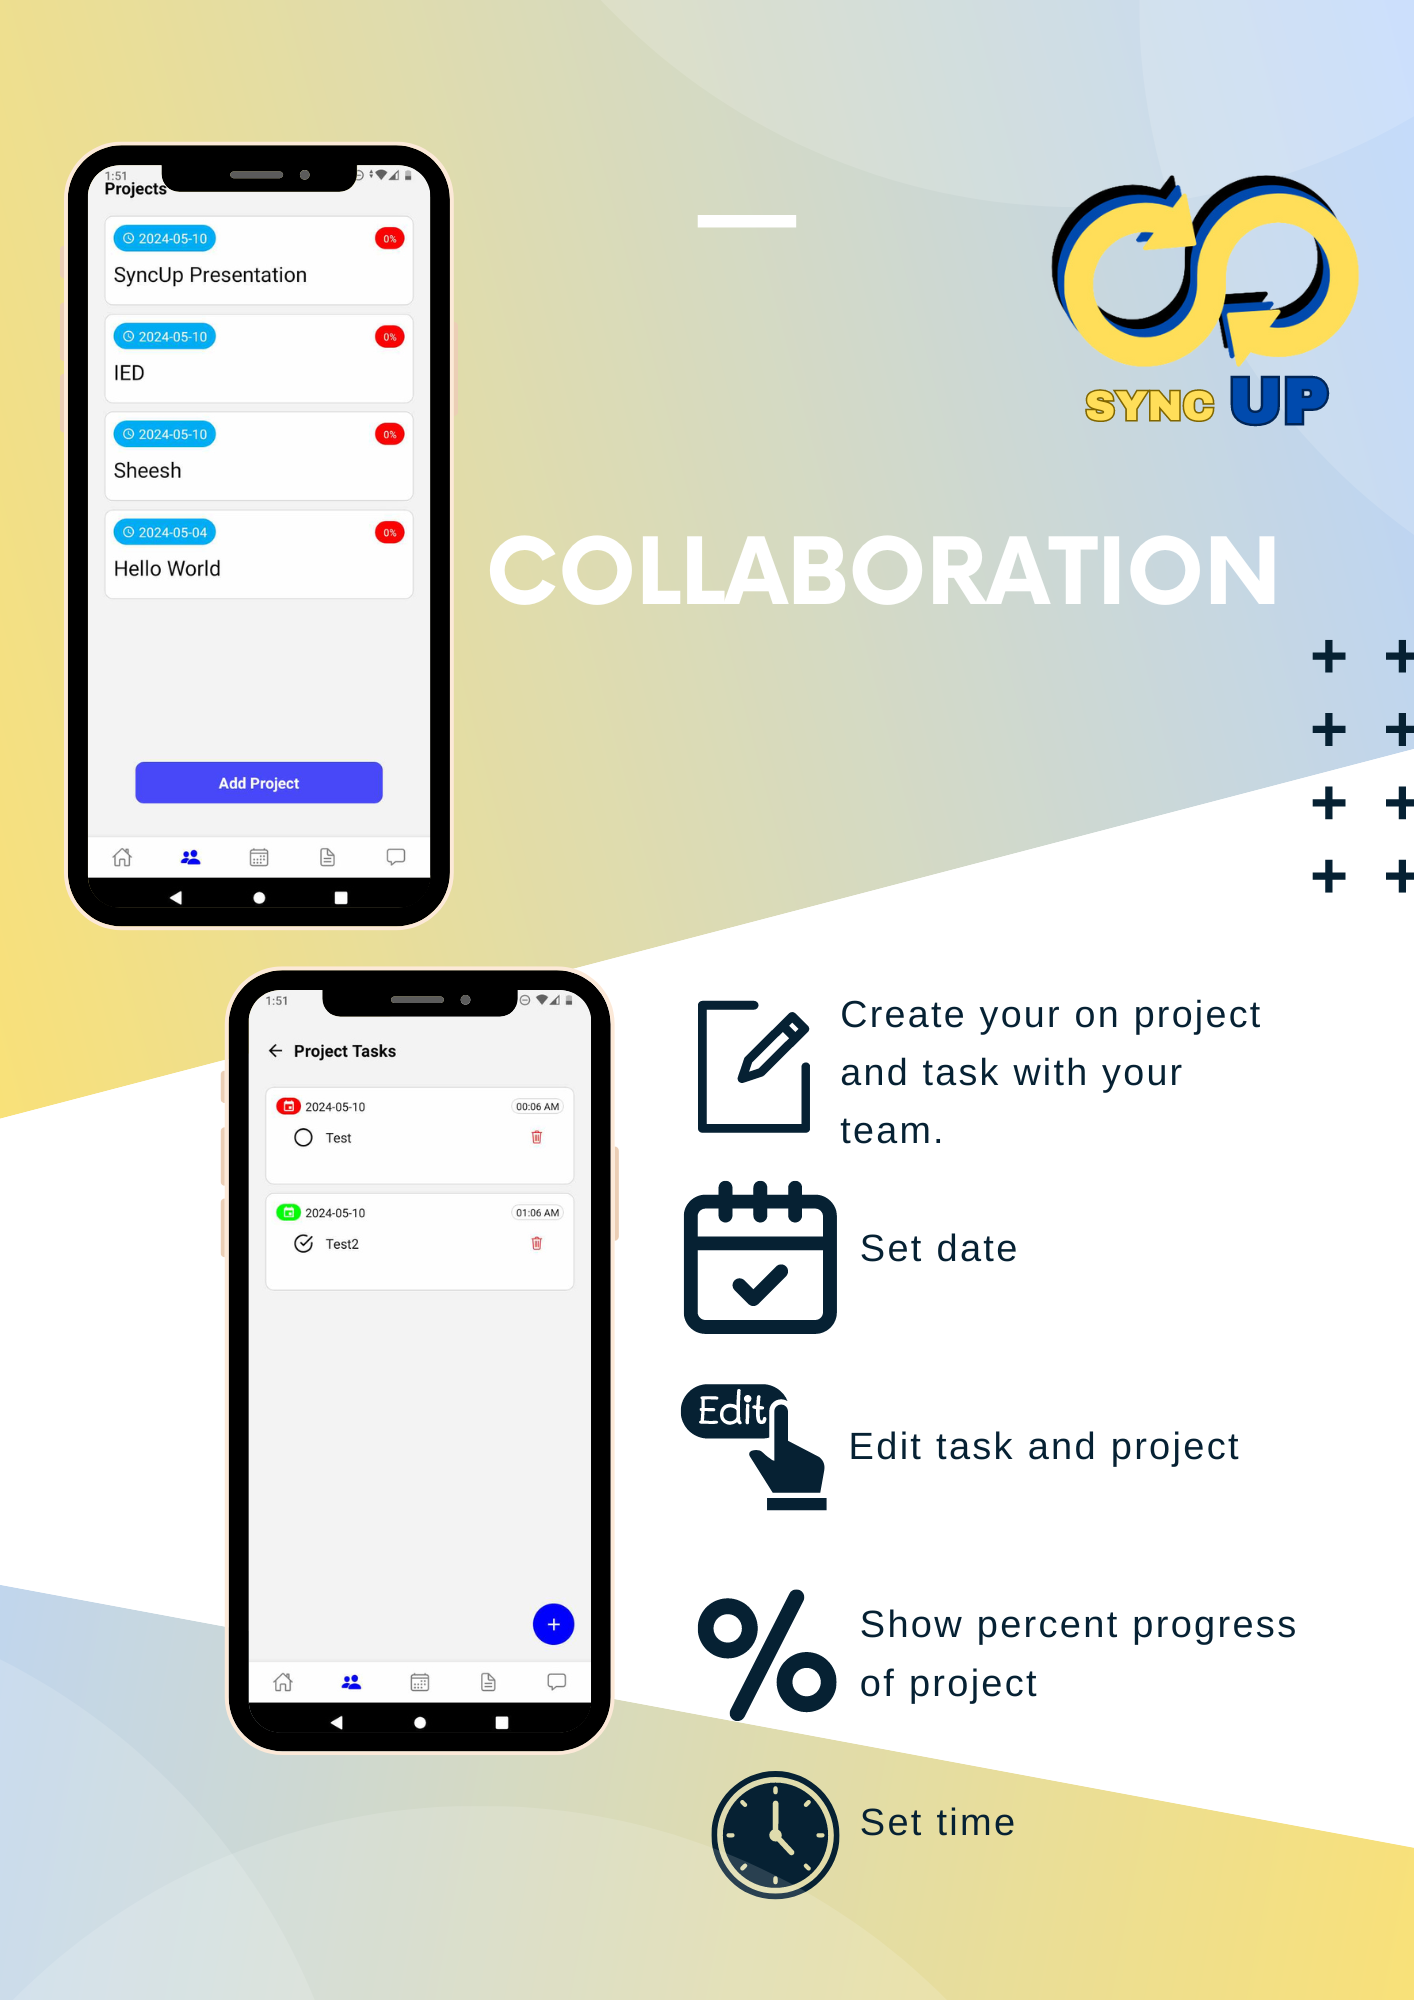 1:51
Projects
2024-05-10
0%
SyncUp Presentation
2024-05-10
0%
IED
2024-05-10
0%
Sheesh
2024-05-04
0%
Hello World
Add Project
SYNC UP
COLLABORATION
1:51
Project Tasks
2024-05-10
00:06 AM
Test
2024-05-10
01:06 AM
Test2
+
Create your on project
and task with your
team.
Set date
Edit
Edit task and project
%
Show percent progress
of project
Set time